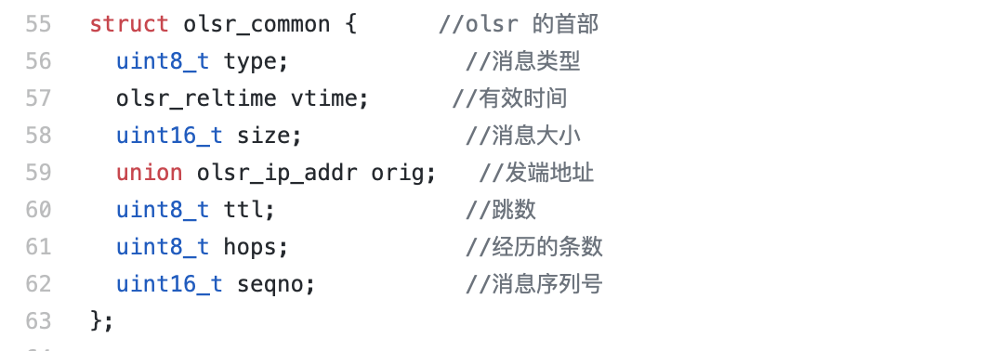 55 struct olsr_common { //olsr 的首部
56 uint8_t type; //消息类型
57 olsr_reltime vtime; //有效时间
58 uint16_t size; //消息大小
59 union olsr_ip_addr orig; //发端地址
60 uint8_t ttl; //跳数
61 uint8_t hops; //经历的条数
62 uint16_t seqno; //消息序列号
63 };